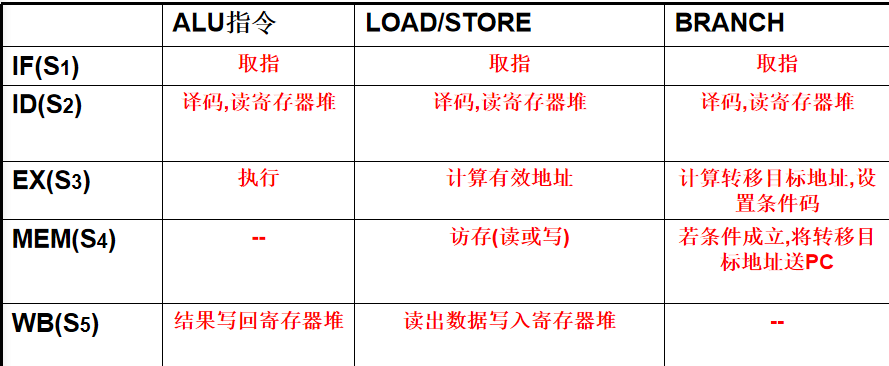 ALU指令 LOAD/STORE BRANCH
IF(S1) 取指 取指 取指
ID(S2) 译码,读寄存器堆 译码,读寄存器堆 译码,读寄存器堆
EX(S3) 执行 计算有效地址 计算转移目标地址,设
置条件码
MEM(S4) -- 访存(读或写) 若条件成立,将转移目
标地址送PC
WB(S5) 结果写回寄存器堆 读出数据写入寄存器堆 --